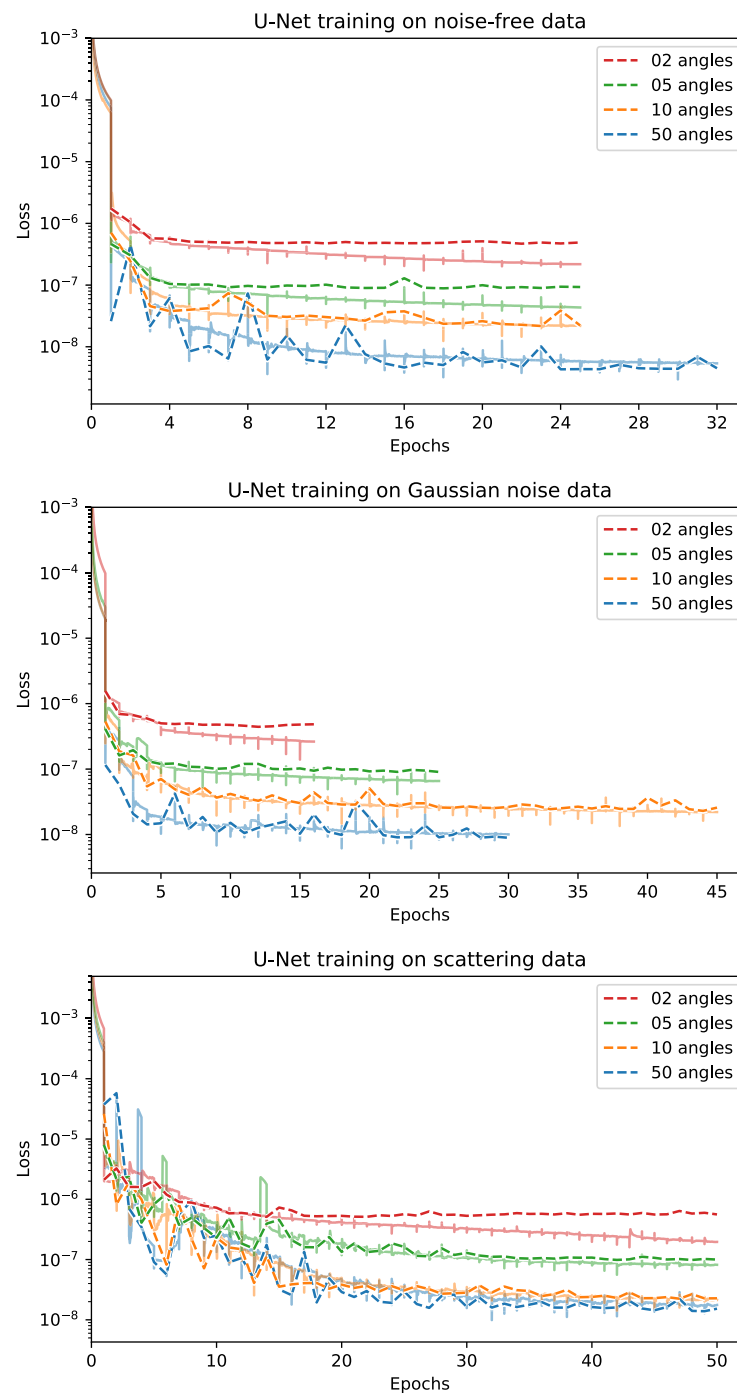 U-Net training on noise-free data
10⁻³
10⁻⁴
10⁻⁵
10⁻⁶
10⁻⁷
10⁻⁸
Loss
02 angles
05 angles
10 angles
50 angles
0 4 8 12 16 20 24 28 32
Epochs
U-Net training on Gaussian noise data
10⁻³
10⁻⁴
10⁻⁵
10⁻⁶
10⁻⁷
10⁻⁸
Loss
02 angles
05 angles
10 angles
50 angles
0 5 10 15 20 25 30 35 40 45
Epochs
U-Net training on scattering data
10⁻³
10⁻⁴
10⁻⁵
10⁻⁶
10⁻⁷
10⁻⁸
Loss
02 angles
05 angles
10 angles
50 angles
0 10 20 30 40 50
Epochs